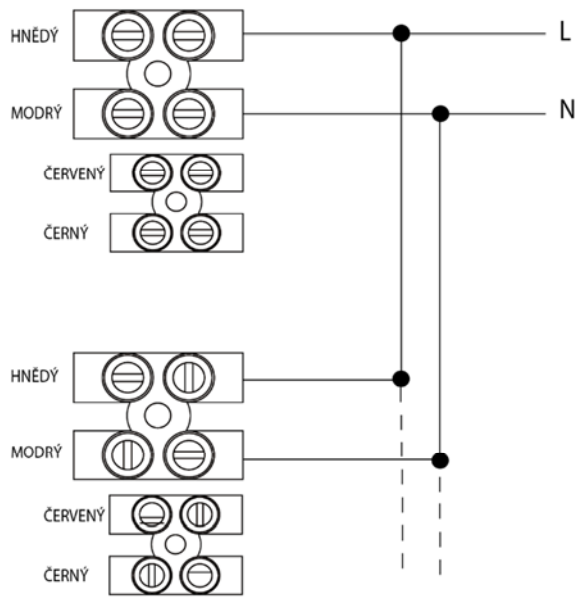 HNĚDÝ
L
MODRÝ
N
ČERVENÝ
ČERNÝ
HNĚDÝ
MODRÝ
ČERVENÝ
ČERNÝ